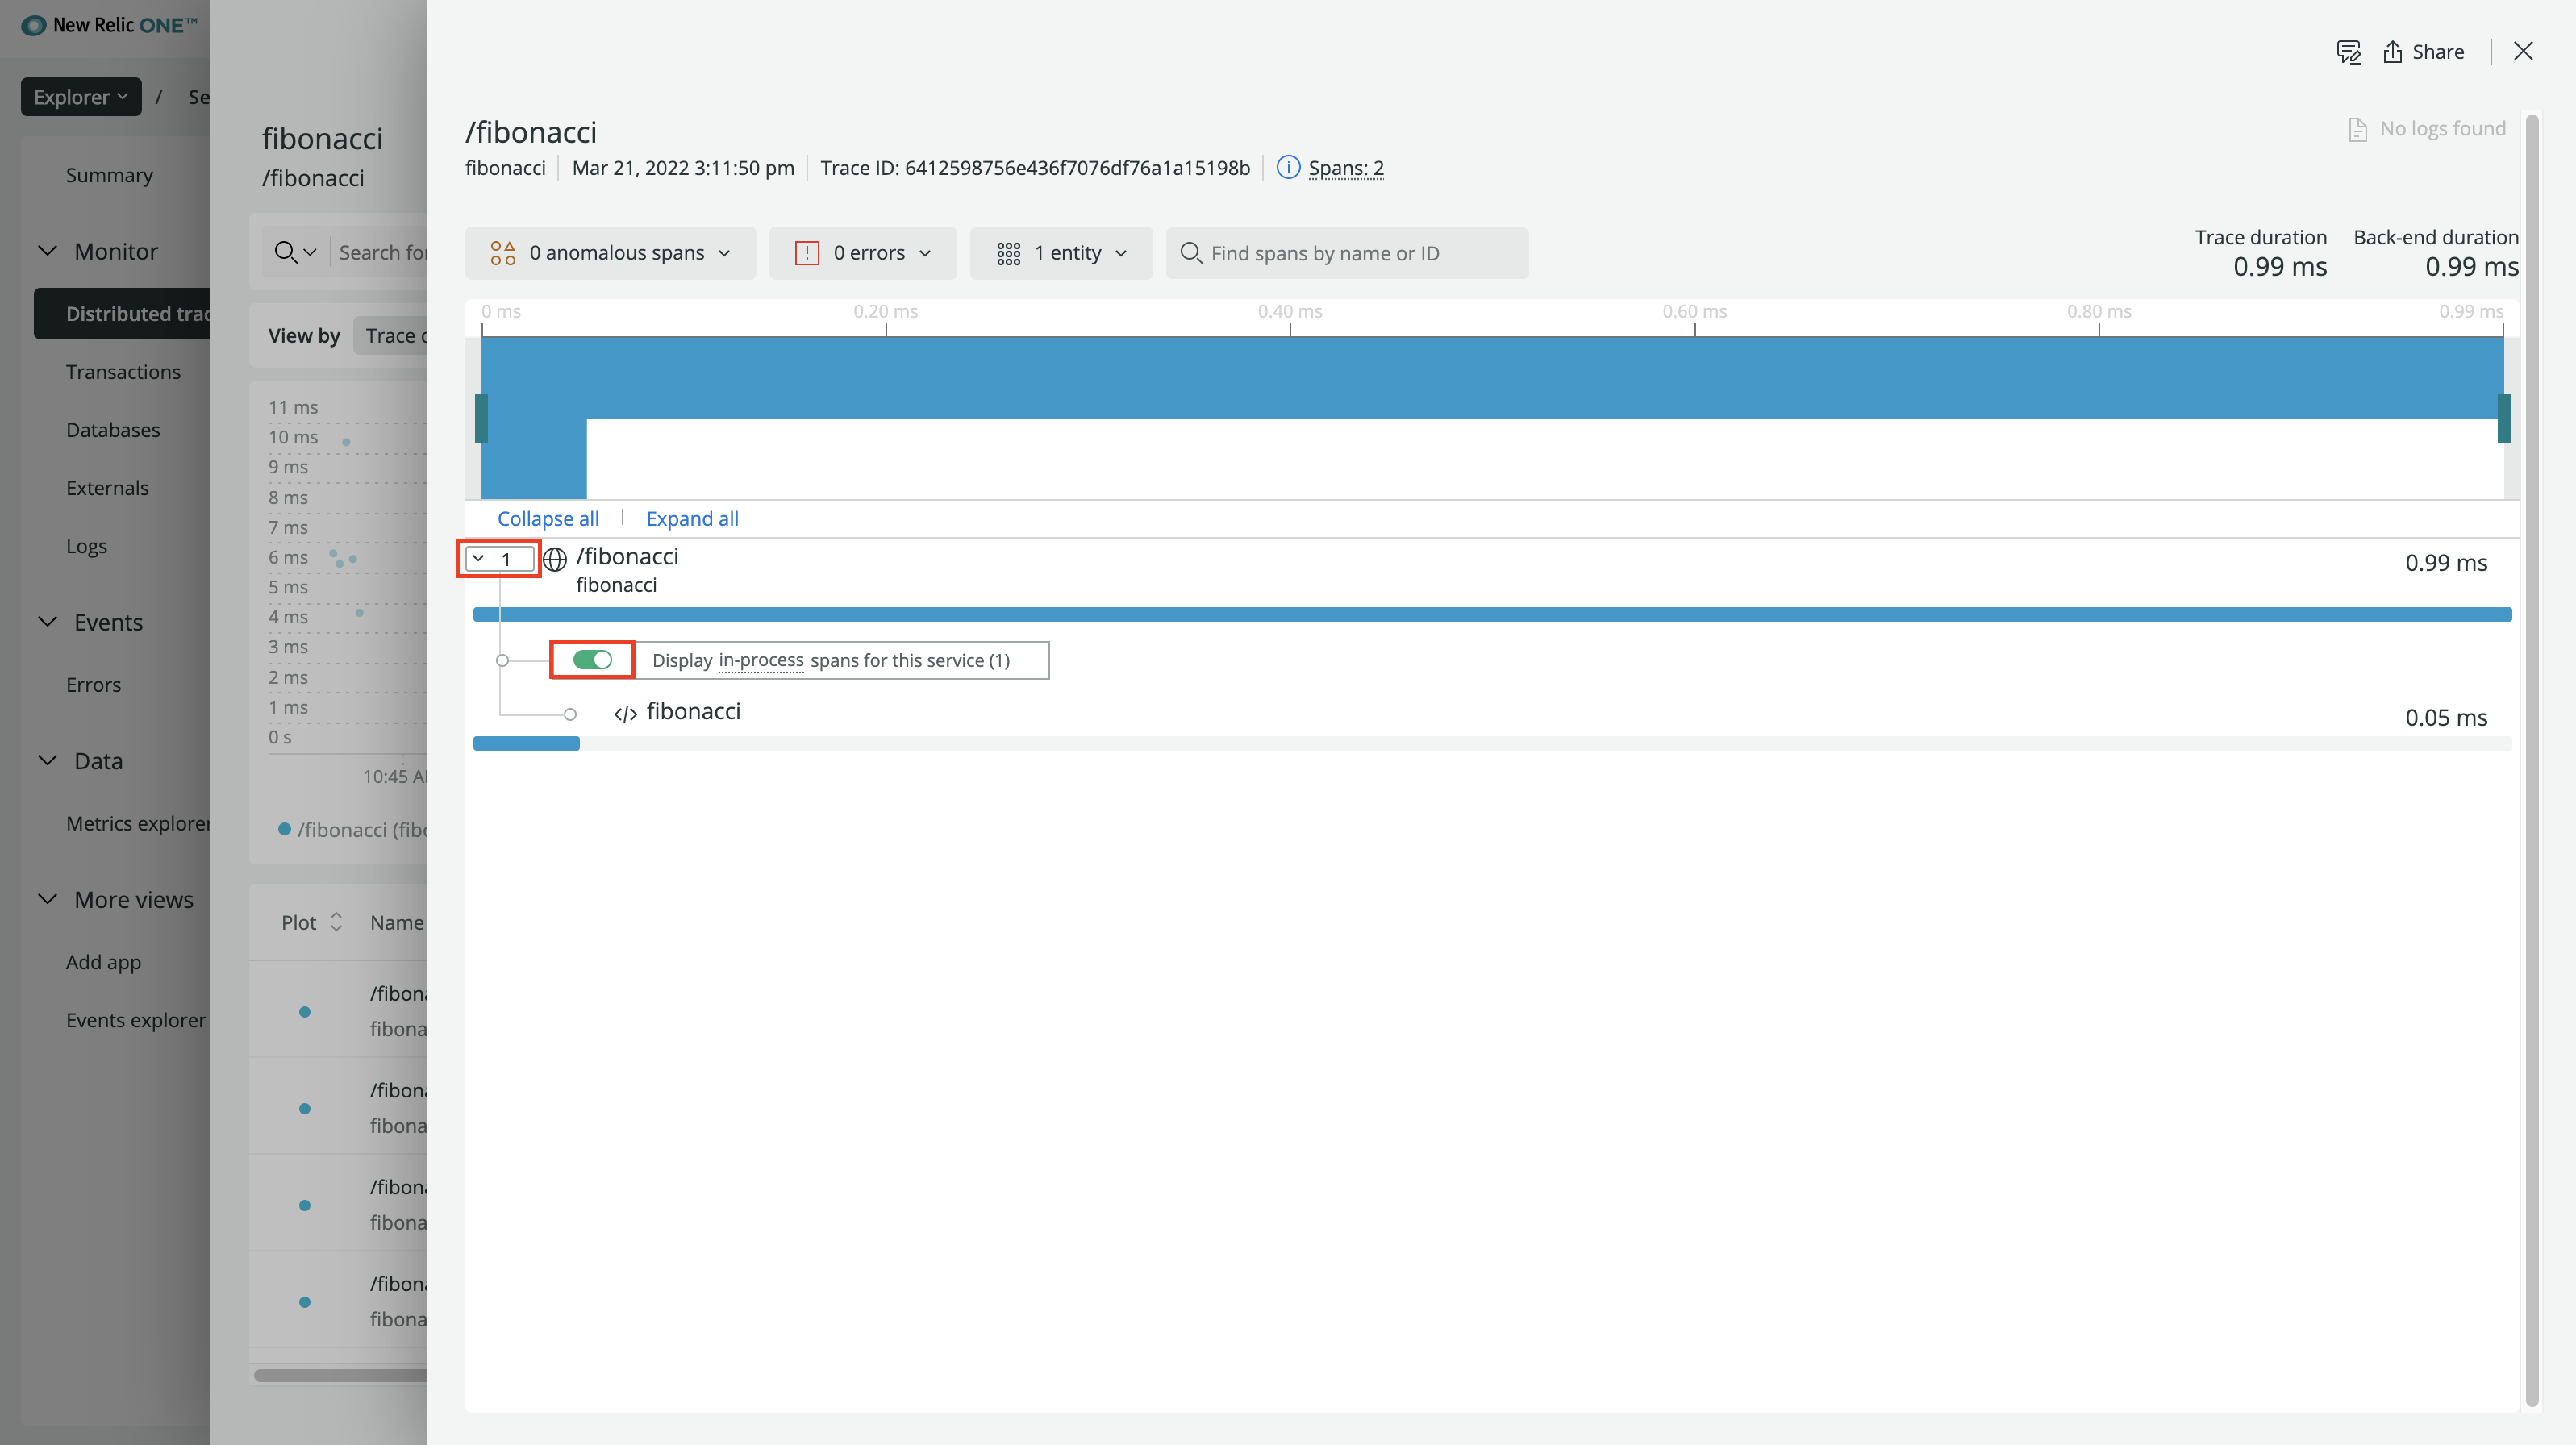 New Relic ONE™
Explorer / Se
Summary
Monitor
Distributed trac
Transactions
Databases
Externals
Logs
Events
Errors
Data
Metrics explorer
More views
Add app
Events explorer
fibonacci
/fibonacci
Search for
View by Trace
11 ms
10 ms
9 ms
8 ms
7 ms
6 ms
5 ms
4 ms
3 ms
2 ms
1 ms
0 s
10:45 A
/fibonacci (fibo
Plot Name
/fibona
fibona
/fibona
fibona
/fibona
fibona
/fibona
fibona
Share
/fibonacci
No logs found
fibonacci Mar 21, 2022 3:11:50 pm Trace ID: 6412598756e436f7076df76a1a15198b Spans: 2
0 anomalous spans 0 errors 1 entity Find spans by name or ID
Trace duration Back-end duration
0.99 ms 0.99 ms
0 ms 0.20 ms 0.40 ms 0.60 ms 0.80 ms 0.99 ms
Collapse all Expand all
1 /fibonacci 0.99 ms
fibonacci
Display in-process spans for this service (1)
</> fibonacci 0.05 ms